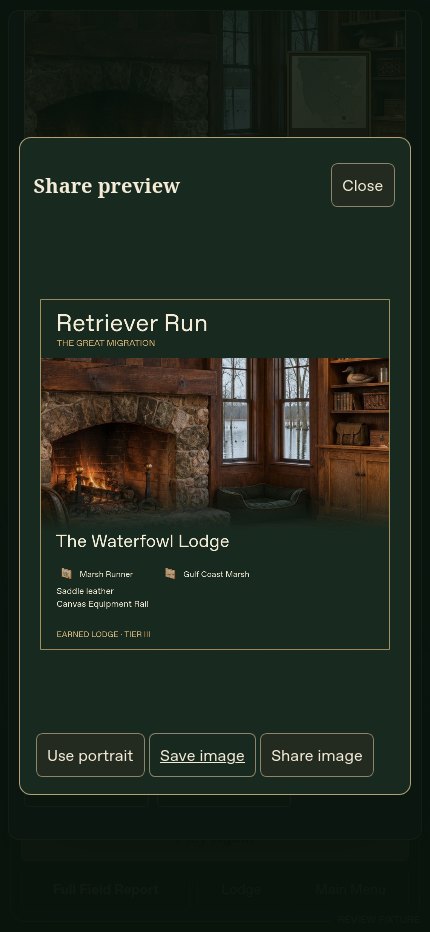 Share preview
Close
Retriever Run
THE GREAT MIGRATION
The Waterfowl Lodge
Marsh Runner
Gulf Coast Marsh
Saddle leather
Canvas Equipment Rail
EARNED LODGE · TIER III
Use portrait
Save image
Share image
Full Field Report
Lodge
Main Menu